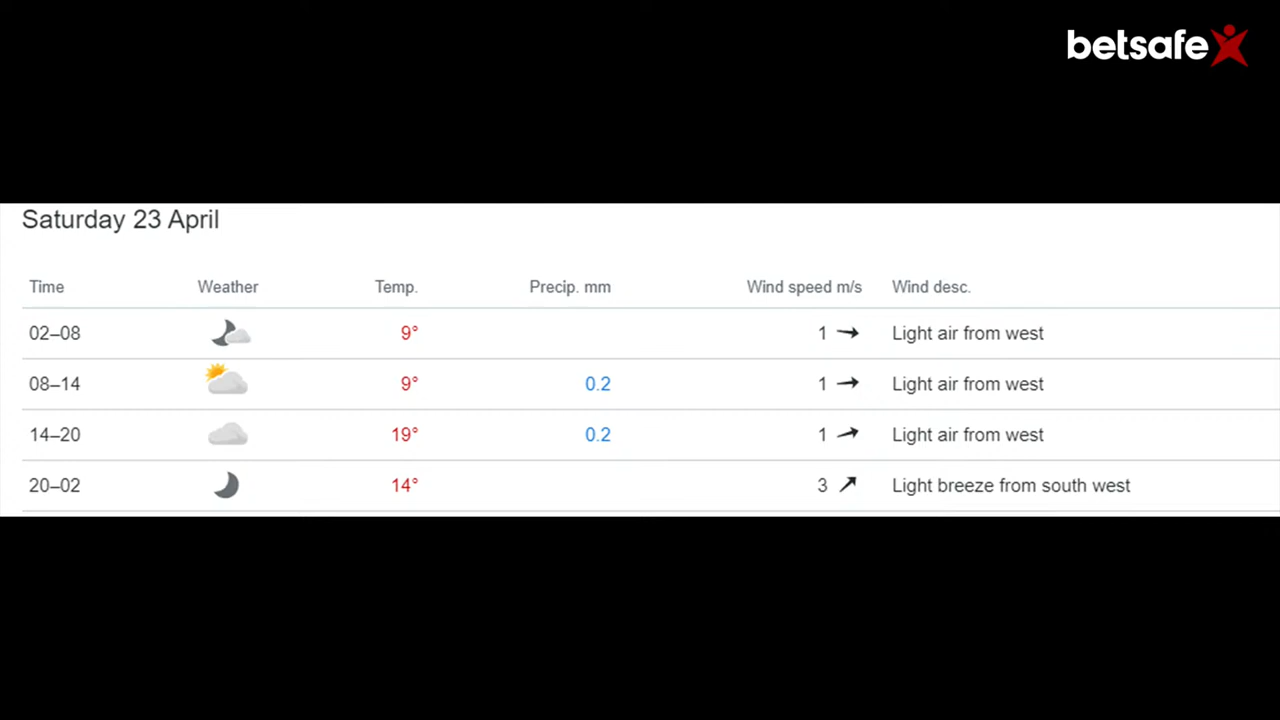 betsafe
Saturday 23 April
Time Weather Temp. Precip. mm Wind speed m/s Wind desc.
02–08 9° 1 Light air from west
08–14 9° 0.2 1 Light air from west
14–20 19° 0.2 1 Light air from west
20–02 14° 3 Light breeze from south west